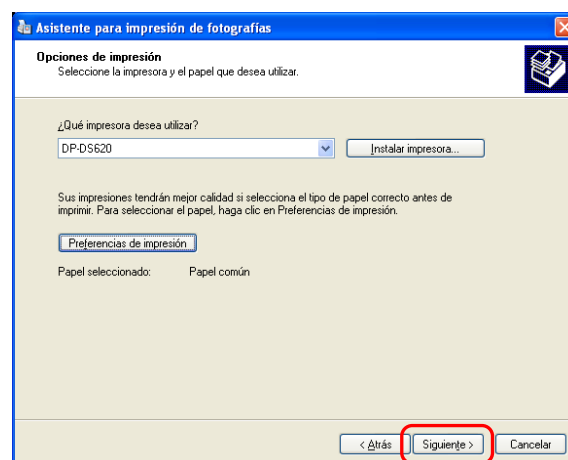 Asistente para impresión de fotografías
Opciones de impresión
Seleccione la impresora y el papel que desea utilizar.
¿Qué impresora desea utilizar?
DP-DS620
Instalar impresora...
Sus impresiones tendrán mejor calidad si selecciona el tipo de papel correcto antes de
imprimir. Para seleccionar el papel, haga clic en Preferencias de impresión.
Preferencias de impresión
Papel seleccionado: Papel común
< Atrás Siguiente > Cancelar